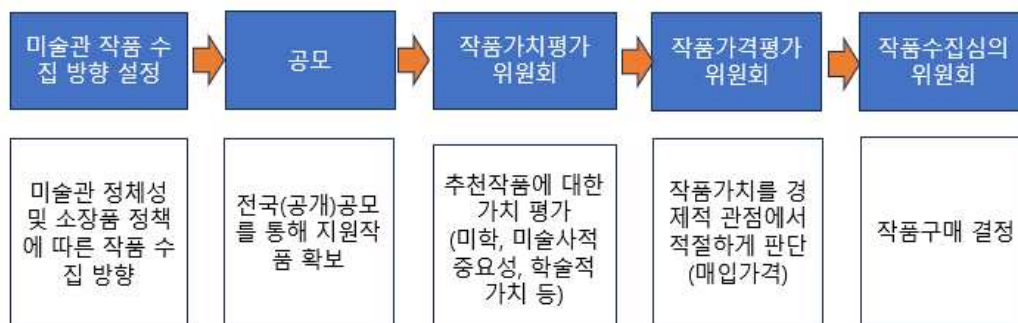 미술관 작품 수
집 방향 설정
공모
작품가치평가
위원회
작품가격평가
위원회
작품수집심의
위원회
미술관 정체성
및 소장품 정책
에 따른 작품 수
집 방향
전국(공개)공모
를 통해 지원작
품 확보
추천작품에 대한
가치 평가
(미학, 미술사적
중요성, 학술적
가치 등)
작품가치를 경
제적 관점에서
적절하게 판단
(매입가격)
작품구매 결정